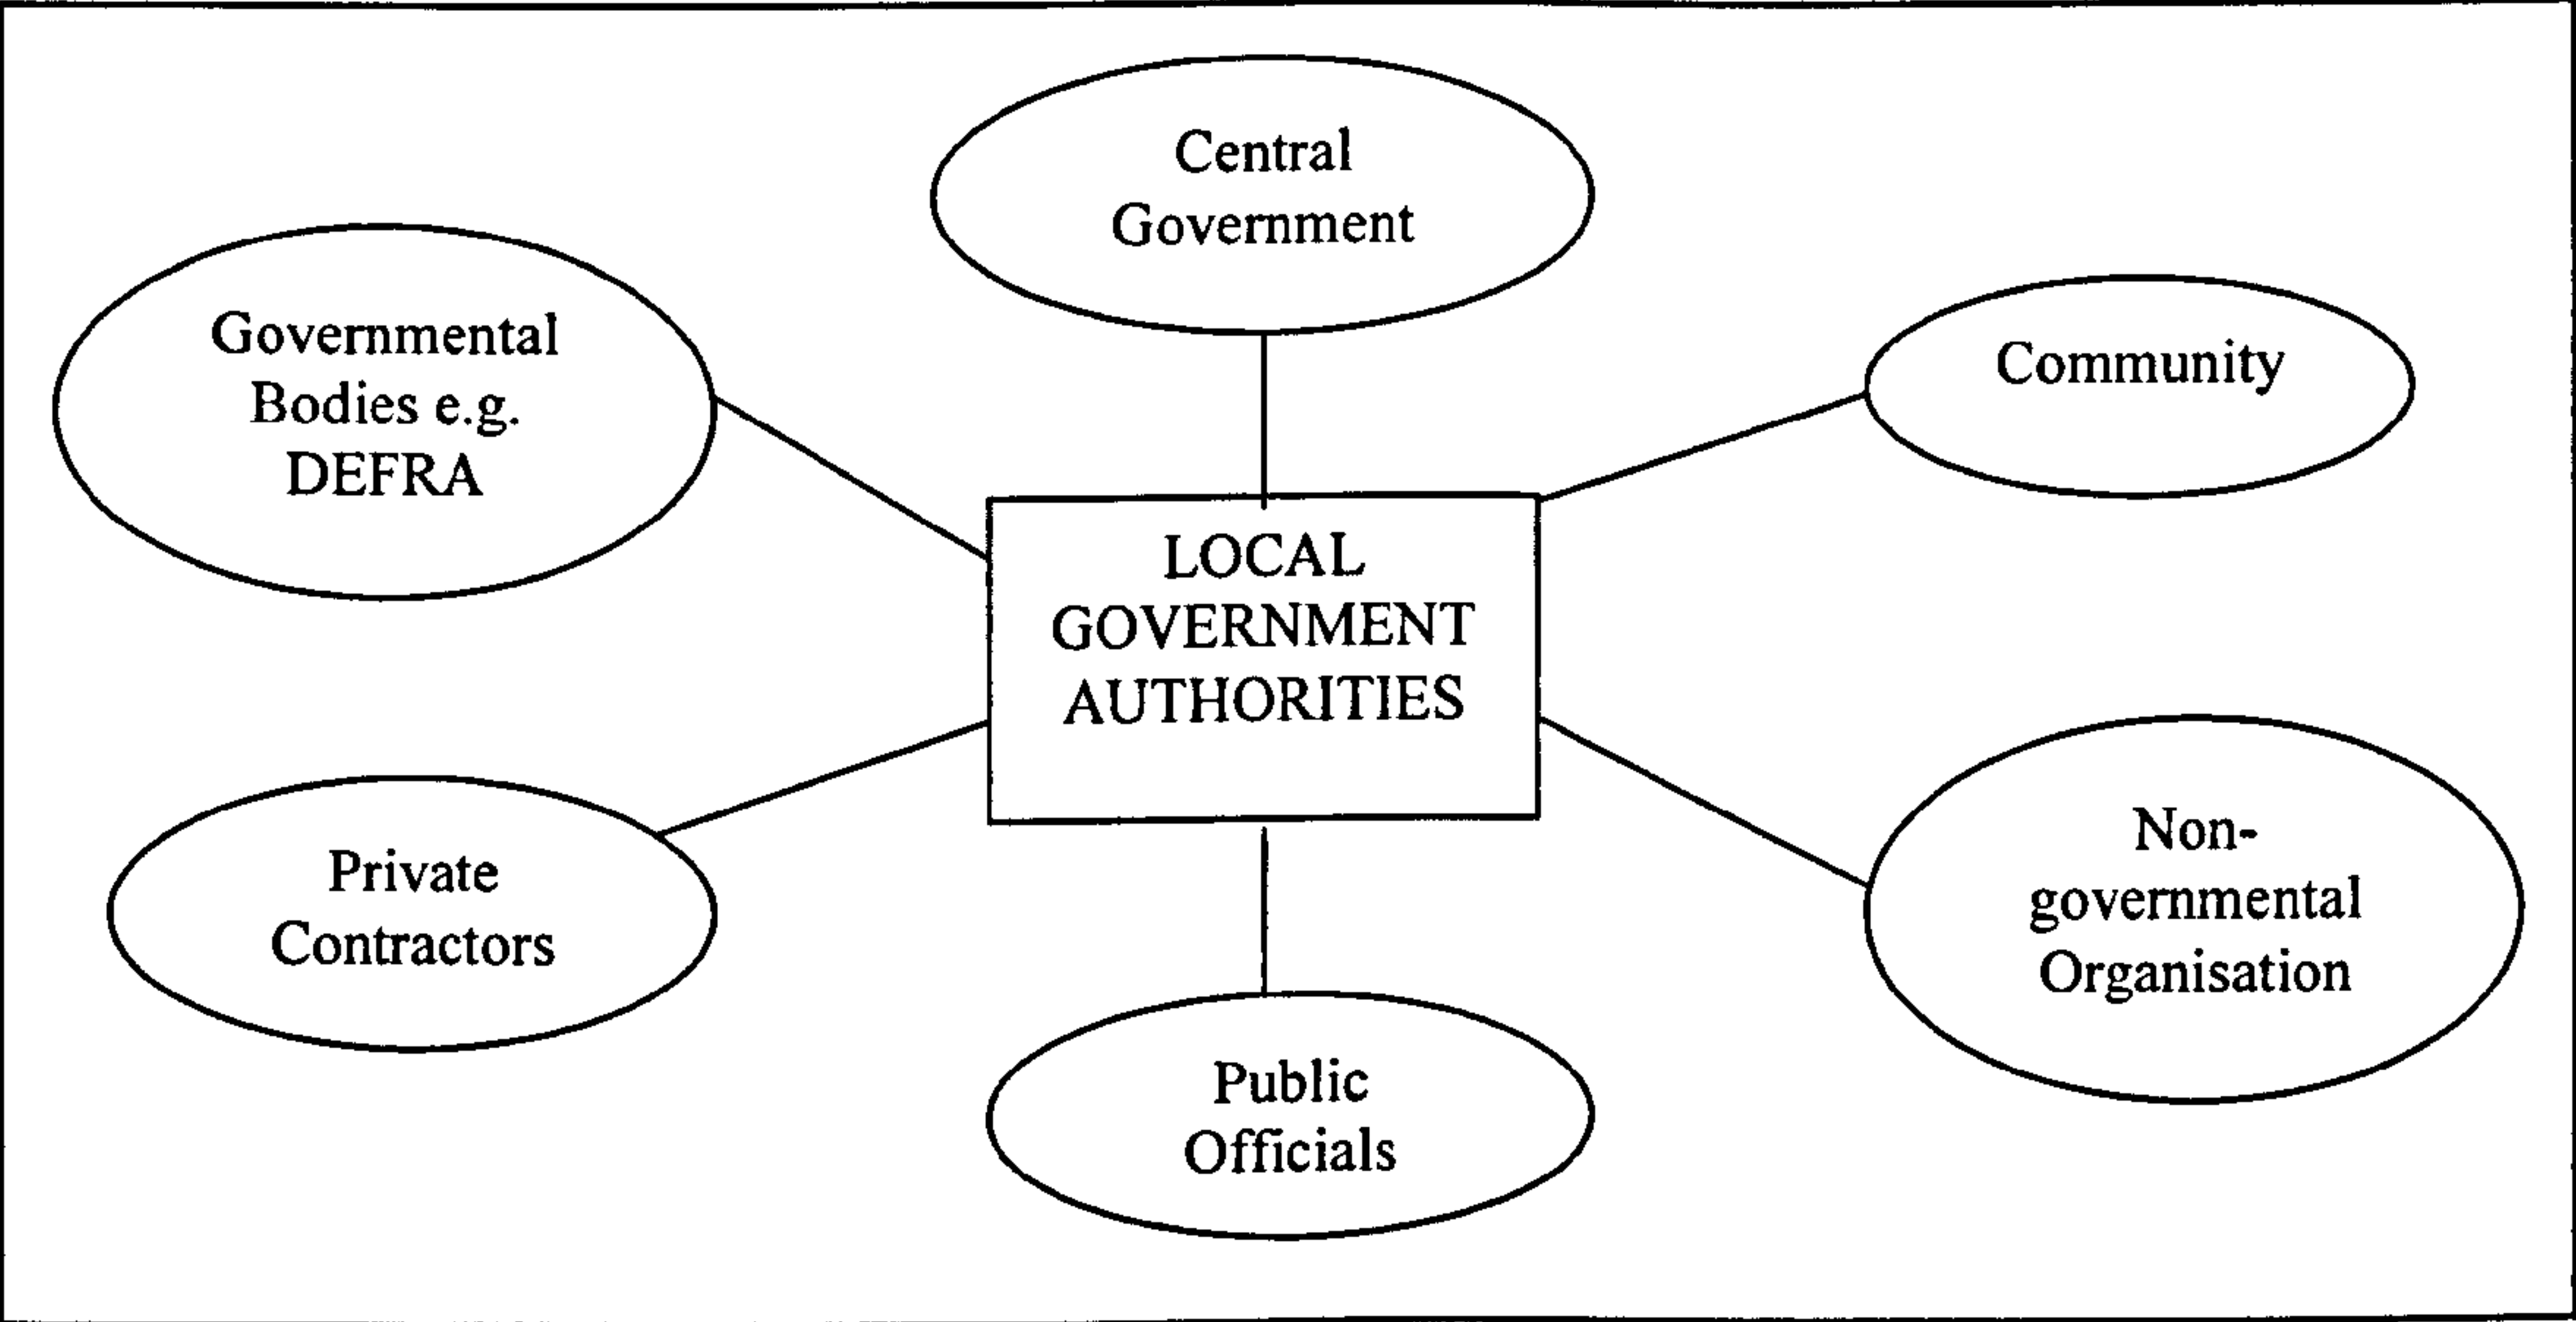 Central
Government
Governmental
Bodies e.g.
DEFRA
Community
LOCAL
GOVERNMENT
AUTHORITIES
Private
Contractors
Non-
governmental
Organisation
Public
Officials